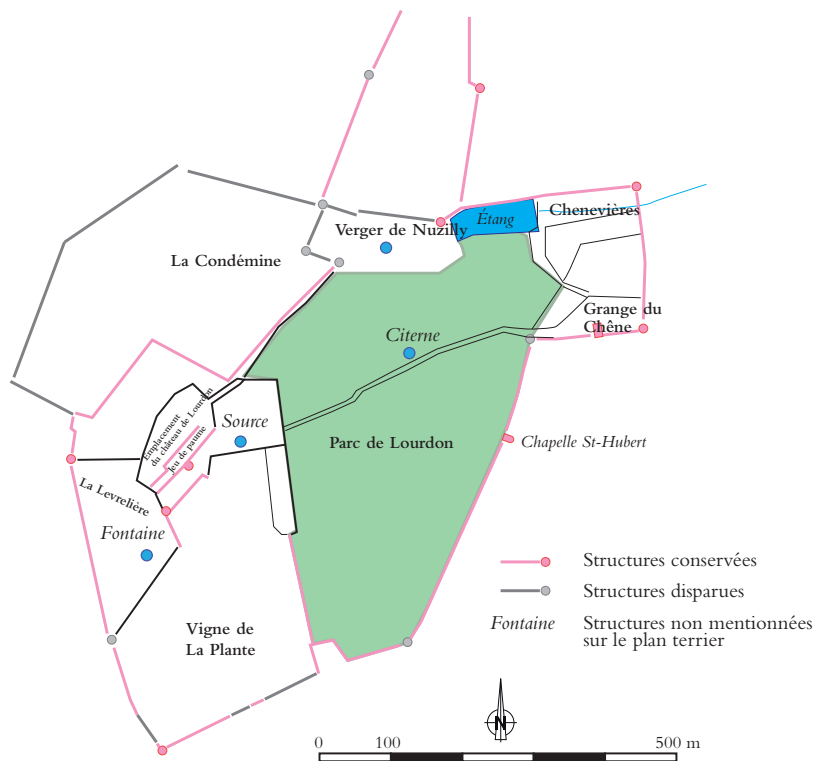 Étang
Chenevières
Verger de Nuzilly
La Condémine
Grange du
Chêne
Citerne
Emplacement
du château de Lourdon
Jeu de paume
Source
Parc de Lourdon
Chapelle St-Hubert
La Levrelière
Fontaine
Structures conservées
Structures disparues
Fontaine
Structures non mentionnées
sur le plan terrier
Vigne de
La Plante
N
0 100 500 m